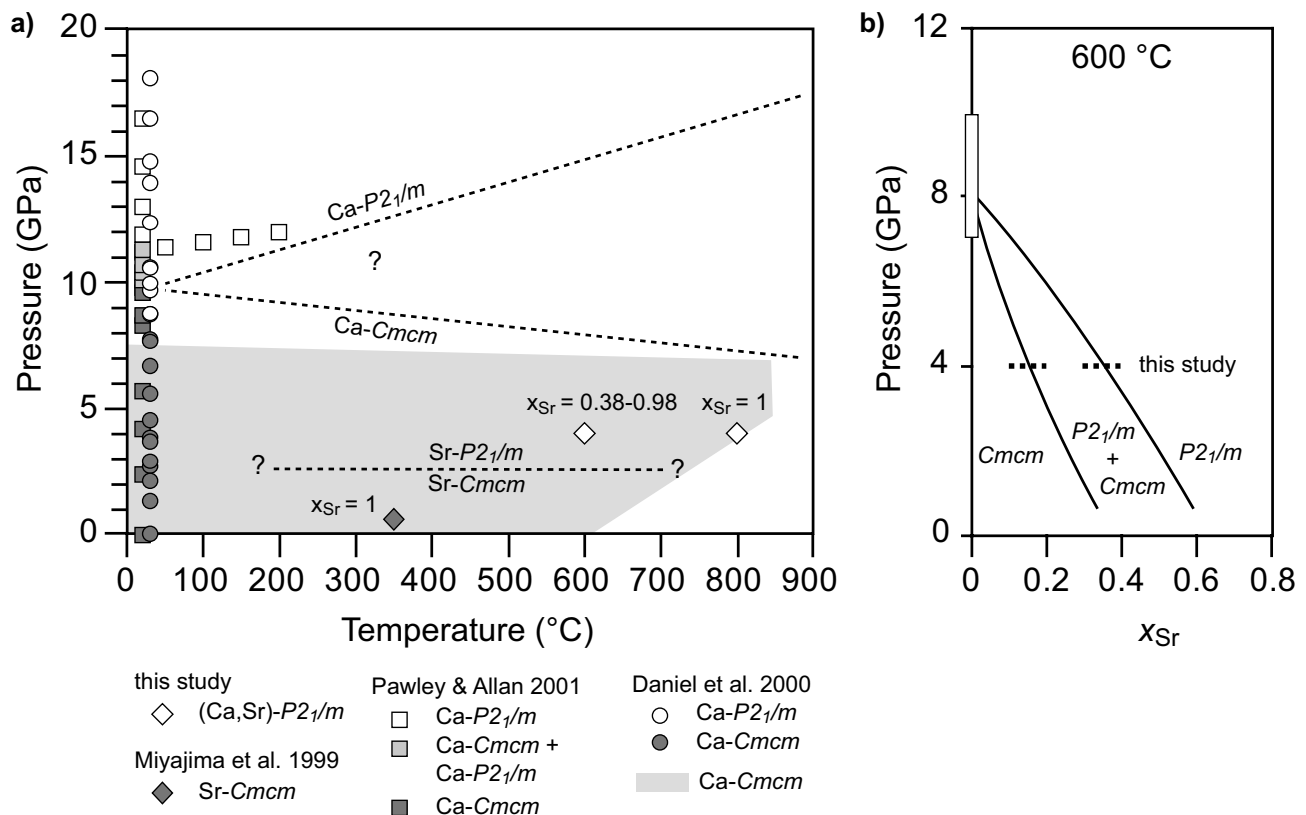 a)
20
15
10
5
0
Pressure (GPa)
Ca-P2₁/m
?
Ca-Cmcm
xSr = 0.38-0.98
xSr = 1
?
Sr-P2₁/m
?
Sr-Cmcm
xSr = 1
0
100
200
300
400
500
600
700
800
900
Temperature (°C)
b)
12
8
4
0
Pressure (GPa)
600 °C
this study
Cmcm
P2₁/m
+
Cmcm
P2₁/m
0
0.2
0.4
0.6
0.8
xSr
this study
(Ca,Sr)-P2₁/m
Miyajima et al. 1999
Sr-Cmcm
Pawley & Allan 2001
Ca-P2₁/m
Ca-Cmcm +
Ca-P2₁/m
Ca-Cmcm
Daniel et al. 2000
Ca-P2₁/m
Ca-Cmcm
Ca-Cmcm